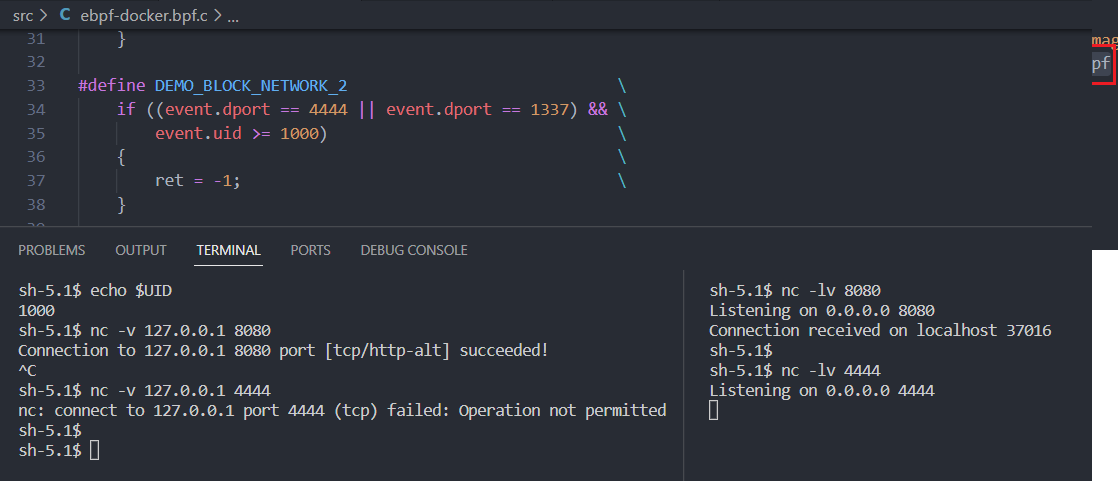 src > C ebpf-docker.bpf.c > ...
mag
pf
31 }
32
33 #define DEMO_BLOCK_NETWORK_2 \
34 if ((event.dport == 4444 || event.dport == 1337) && \
35 event.uid >= 1000) \
36 { \
37 ret = -1; \
38 }
PROBLEMS OUTPUT TERMINAL PORTS DEBUG CONSOLE
sh-5.1$ echo $UID
1000
sh-5.1$ nc -v 127.0.0.1 8080
Connection to 127.0.0.1 8080 port [tcp/http-alt] succeeded!
^C
sh-5.1$ nc -v 127.0.0.1 4444
nc: connect to 127.0.0.1 port 4444 (tcp) failed: Operation not permitted
sh-5.1$
sh-5.1$
sh-5.1$ nc -lv 8080
Listening on 0.0.0.0 8080
Connection received on localhost 37016
sh-5.1$
sh-5.1$ nc -lv 4444
Listening on 0.0.0.0 4444